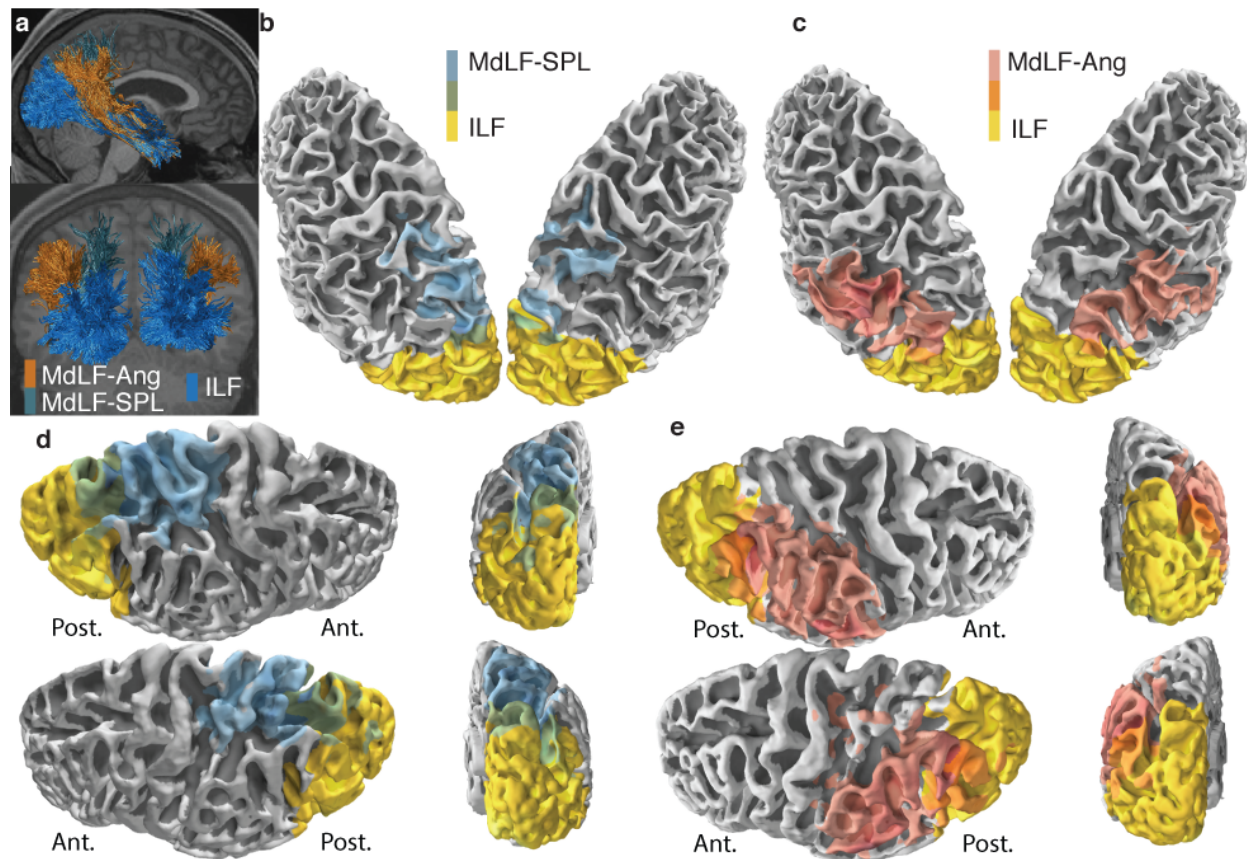 a
b
c
MdLF-SPL
ILF
MdLF-Ang
ILF
MdLF-Ang
MdLF-SPL
ILF
d
e
Post.
Ant.
Post.
Ant.
Ant.
Post.
Ant.
Post.